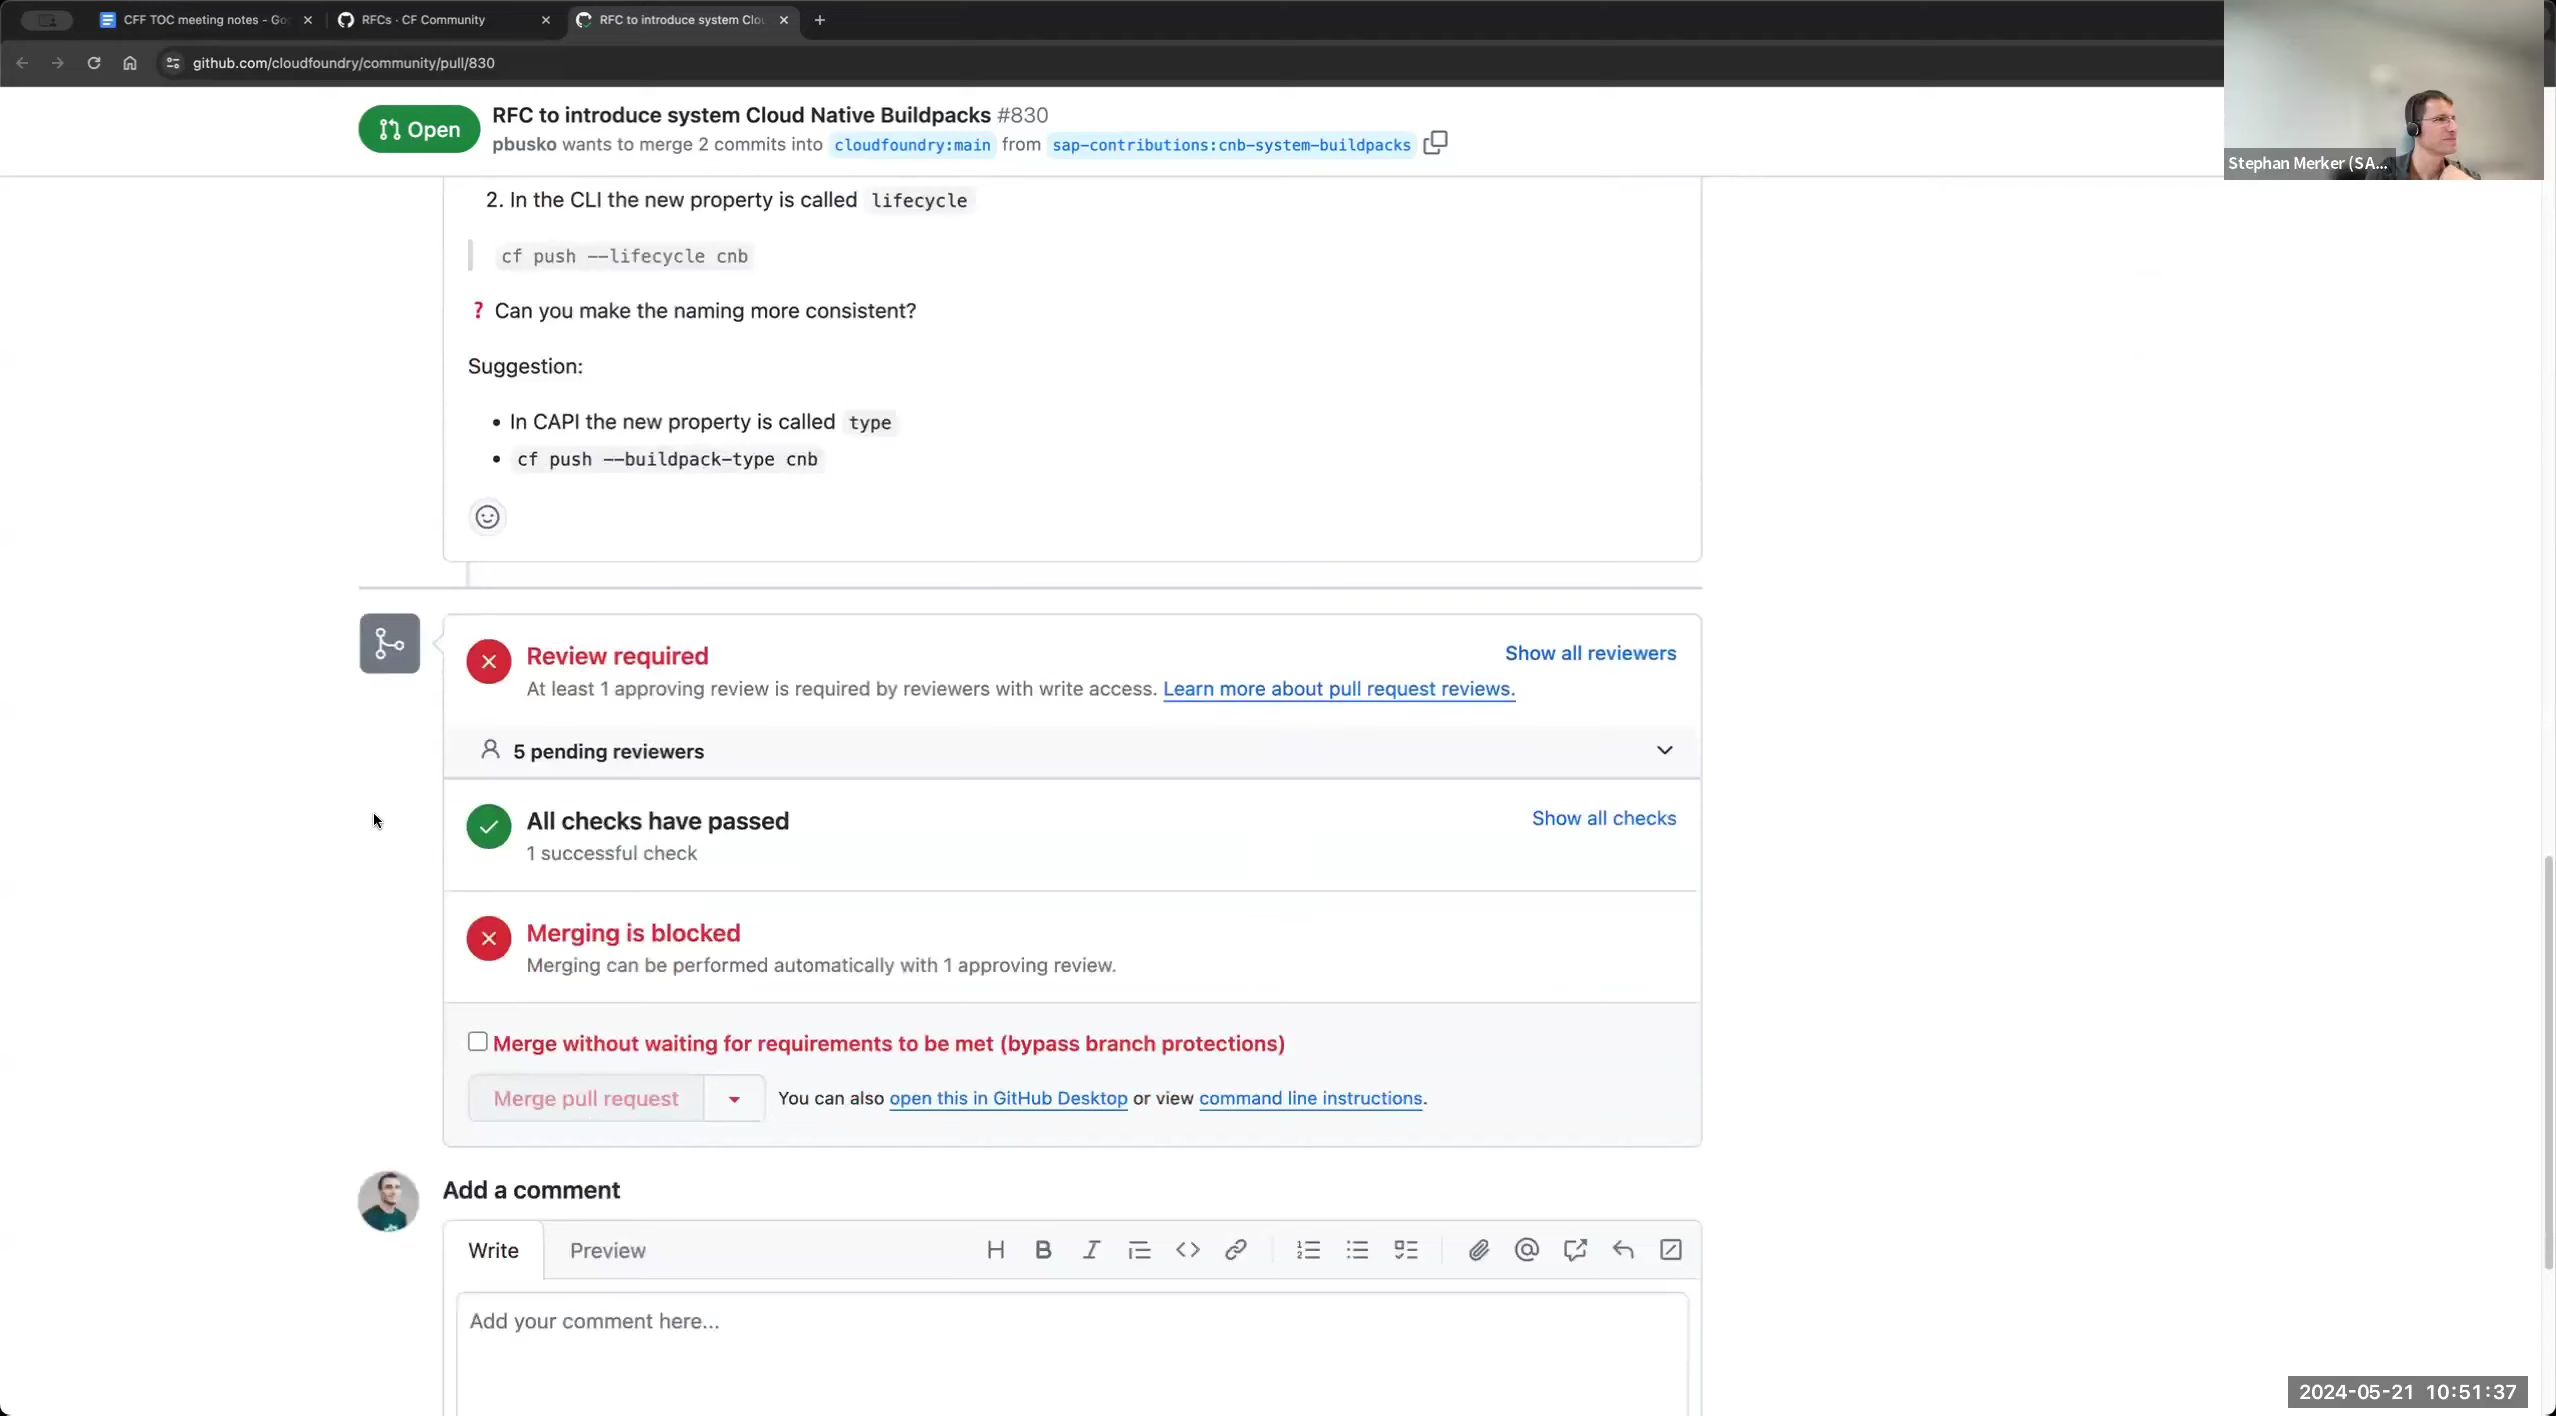 CFF TOC meeting notes - Goo
RFCs · CF Community
RFC to introduce system Clou
github.com/cloudfoundry/community/pull/830
Open
RFC to introduce system Cloud Native Buildpacks #830
pbusko wants to merge 2 commits into cloudfoundry:main from sap-contributions:cnb-system-buildpacks
Stephan Merker (SA...
2. In the CLI the new property is called lifecycle
cf push --lifecycle cnb
? Can you make the naming more consistent?
Suggestion:
• In CAPI the new property is called type
• cf push --buildpack-type cnb
Review required
Show all reviewers
At least 1 approving review is required by reviewers with write access. Learn more about pull request reviews.
5 pending reviewers
All checks have passed
Show all checks
1 successful check
Merging is blocked
Merging can be performed automatically with 1 approving review.
Merge without waiting for requirements to be met (bypass branch protections)
Merge pull request
You can also open this in GitHub Desktop or view command line instructions.
Add a comment
Write
Preview
Add your comment here...
2024-05-21 10:51:37